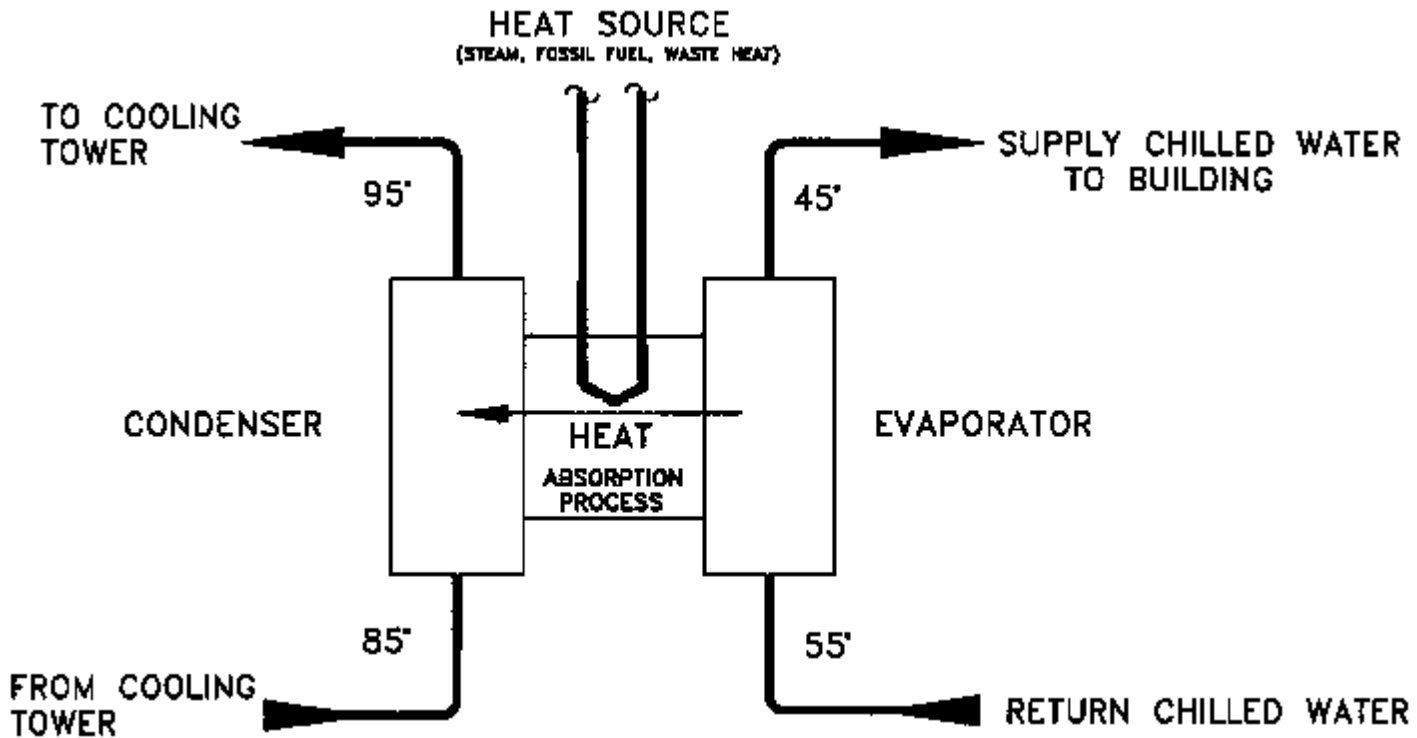 HEAT SOURCE
(STEAM, FOSSIL FUEL, WASTE HEAT)
TO COOLING
TOWER
95°
45°
SUPPLY CHILLED WATER
TO BUILDING
CONDENSER
HEAT
ABSORPTION
PROCESS
EVAPORATOR
85°
55°
FROM COOLING
TOWER
RETURN CHILLED WATER